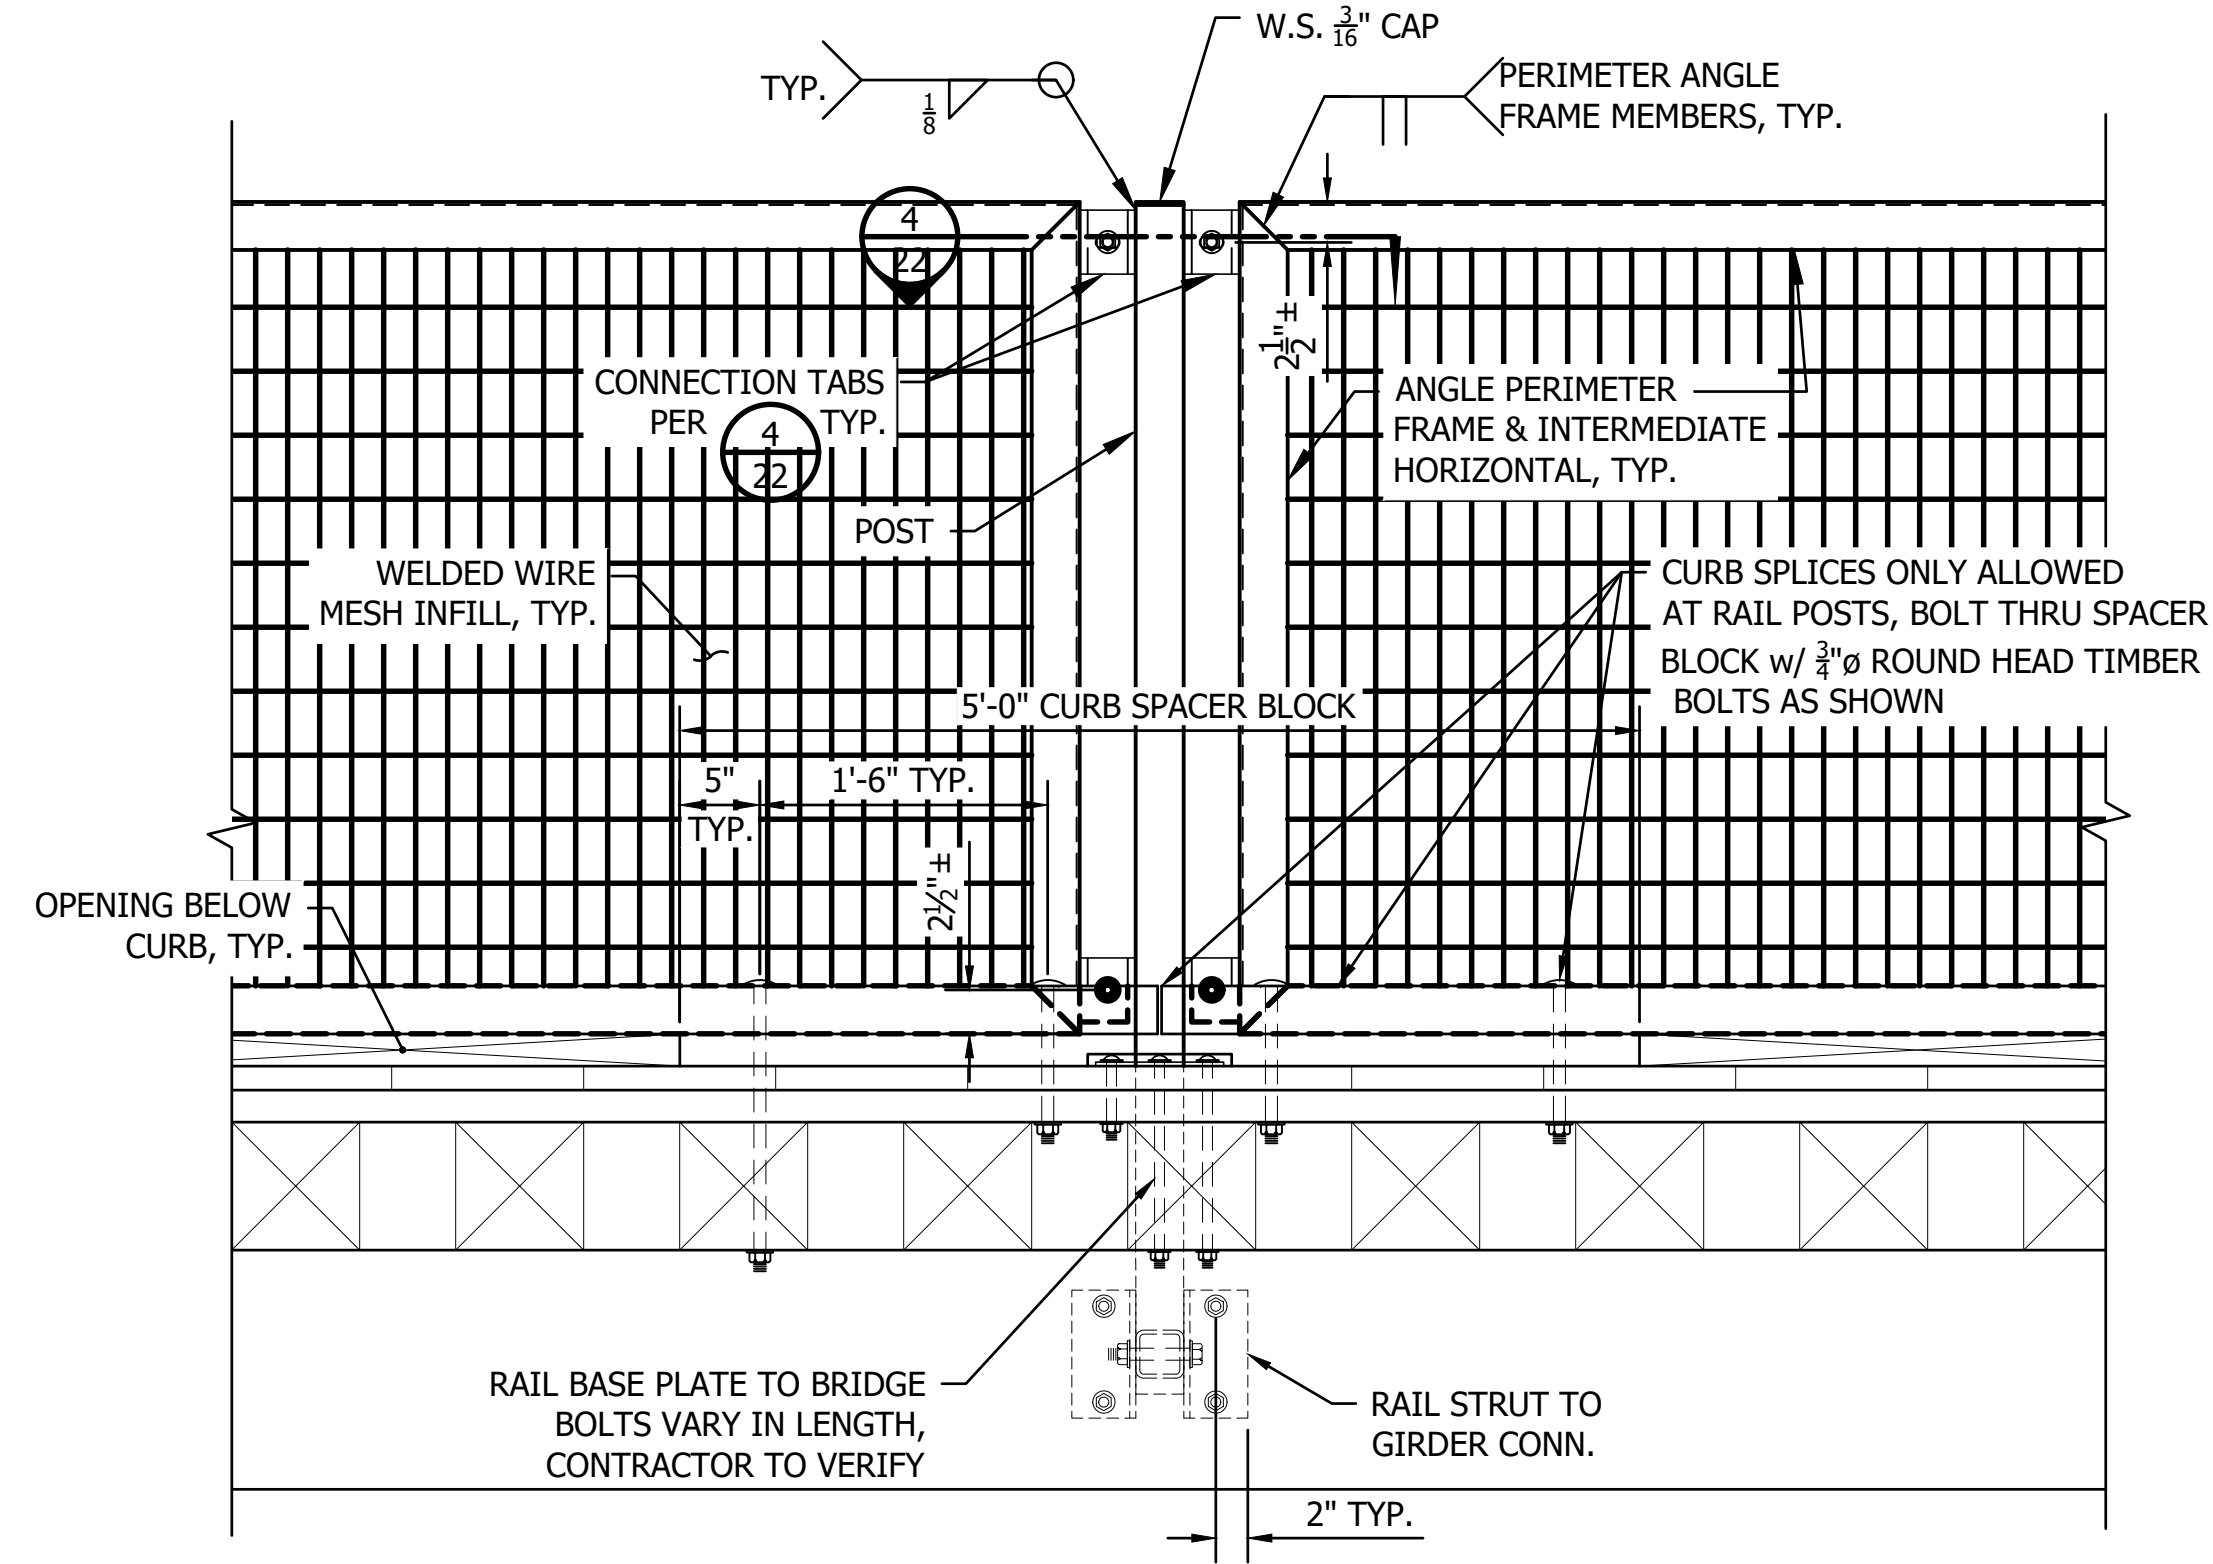 W.S. 3/16" CAP
TYP.
1/8
PERIMETER ANGLE
FRAME MEMBERS, TYP.
4
22
2 1/2"±
CONNECTION TABS
PER TYP.
4
22
ANGLE PERIMETER
FRAME & INTERMEDIATE
HORIZONTAL, TYP.
POST
WELDED WIRE
MESH INFILL, TYP.
CURB SPLICES ONLY ALLOWED
AT RAIL POSTS, BOLT THRU SPACER
BLOCK w/ 3/4"ø ROUND HEAD TIMBER
BOLTS AS SHOWN
5'-0" CURB SPACER BLOCK
5"
TYP.
1'-6" TYP.
2½"±
OPENING BELOW
CURB, TYP.
RAIL BASE PLATE TO BRIDGE
BOLTS VARY IN LENGTH,
CONTRACTOR TO VERIFY
RAIL STRUT TO
GIRDER CONN.
2" TYP.